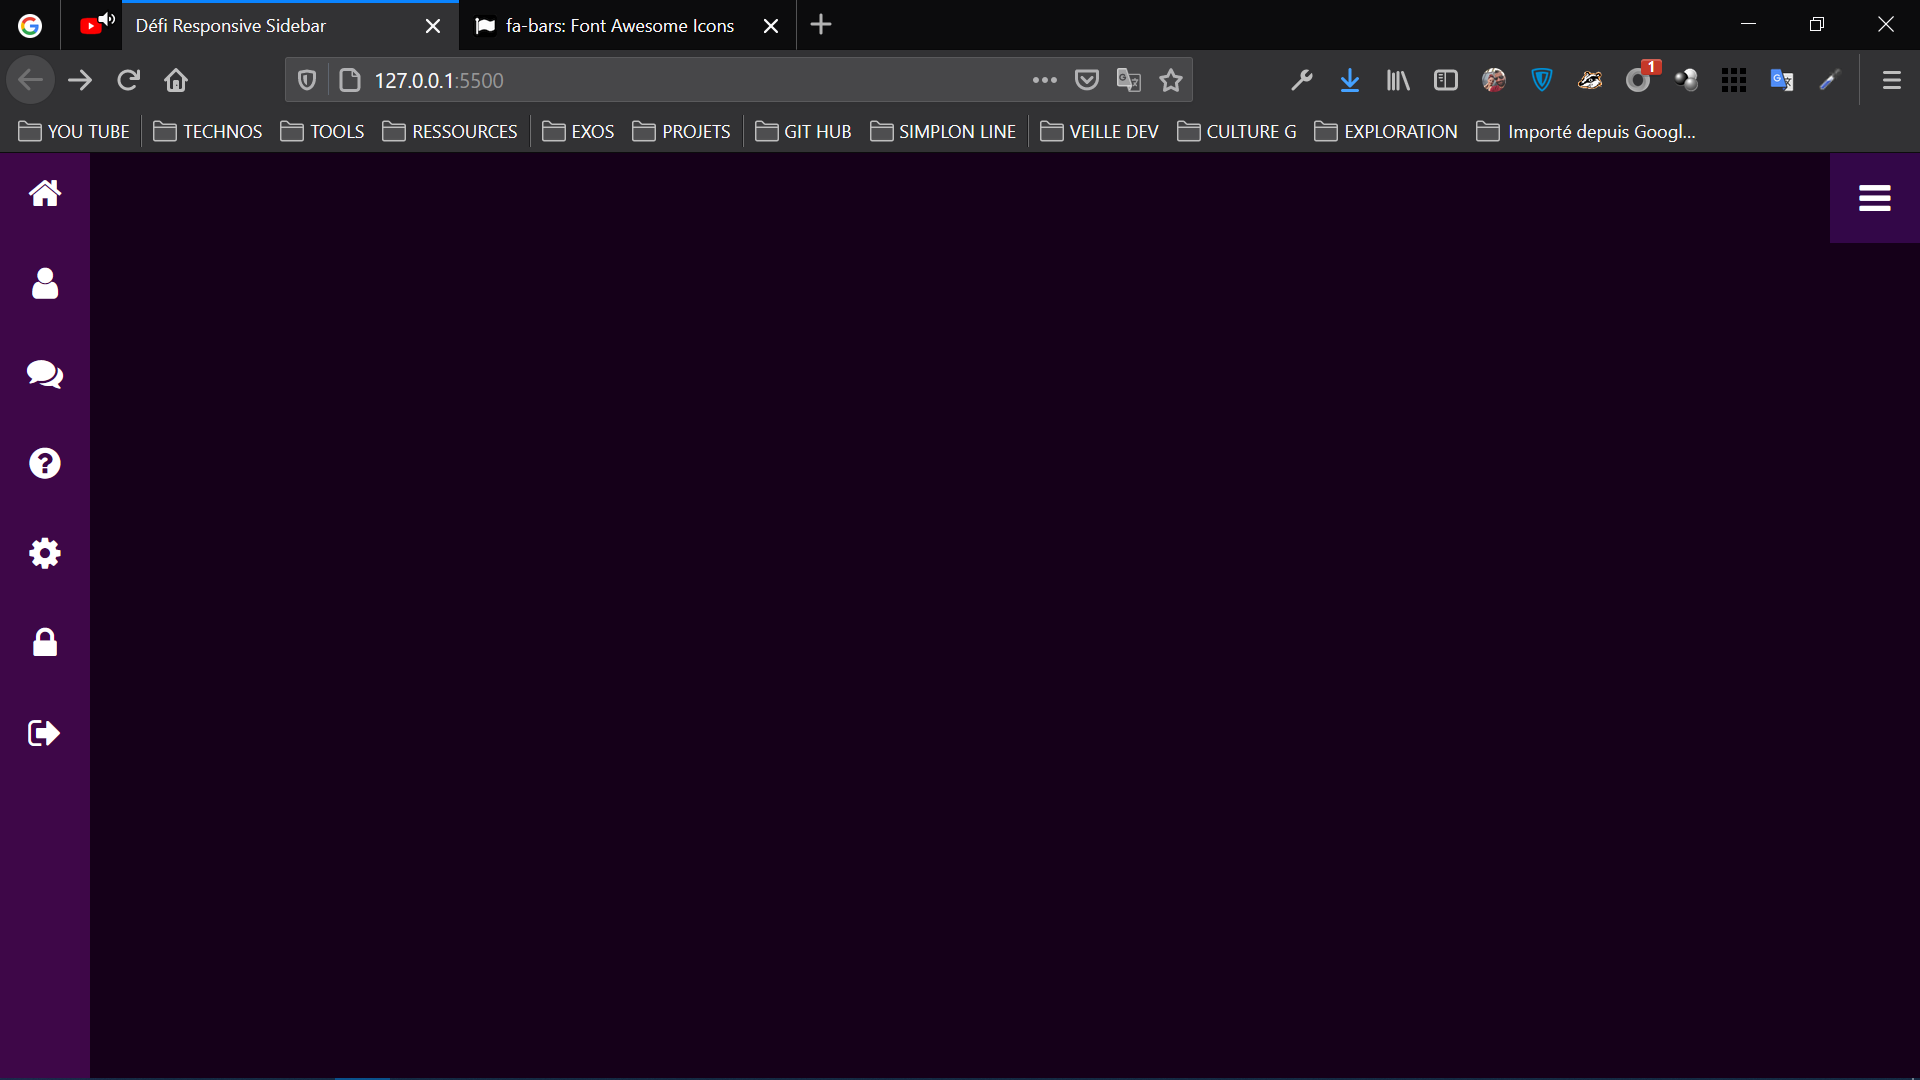 Défi Responsive Sidebar
fa-bars: Font Awesome Icons
127.0.0.1:5500
1
YOU TUBE
TECHNOS
TOOLS
RESSOURCES
EXOS
PROJETS
GIT HUB
SIMPLON LINE
VEILLE DEV
CULTURE G
EXPLORATION
Importé depuis Googl...